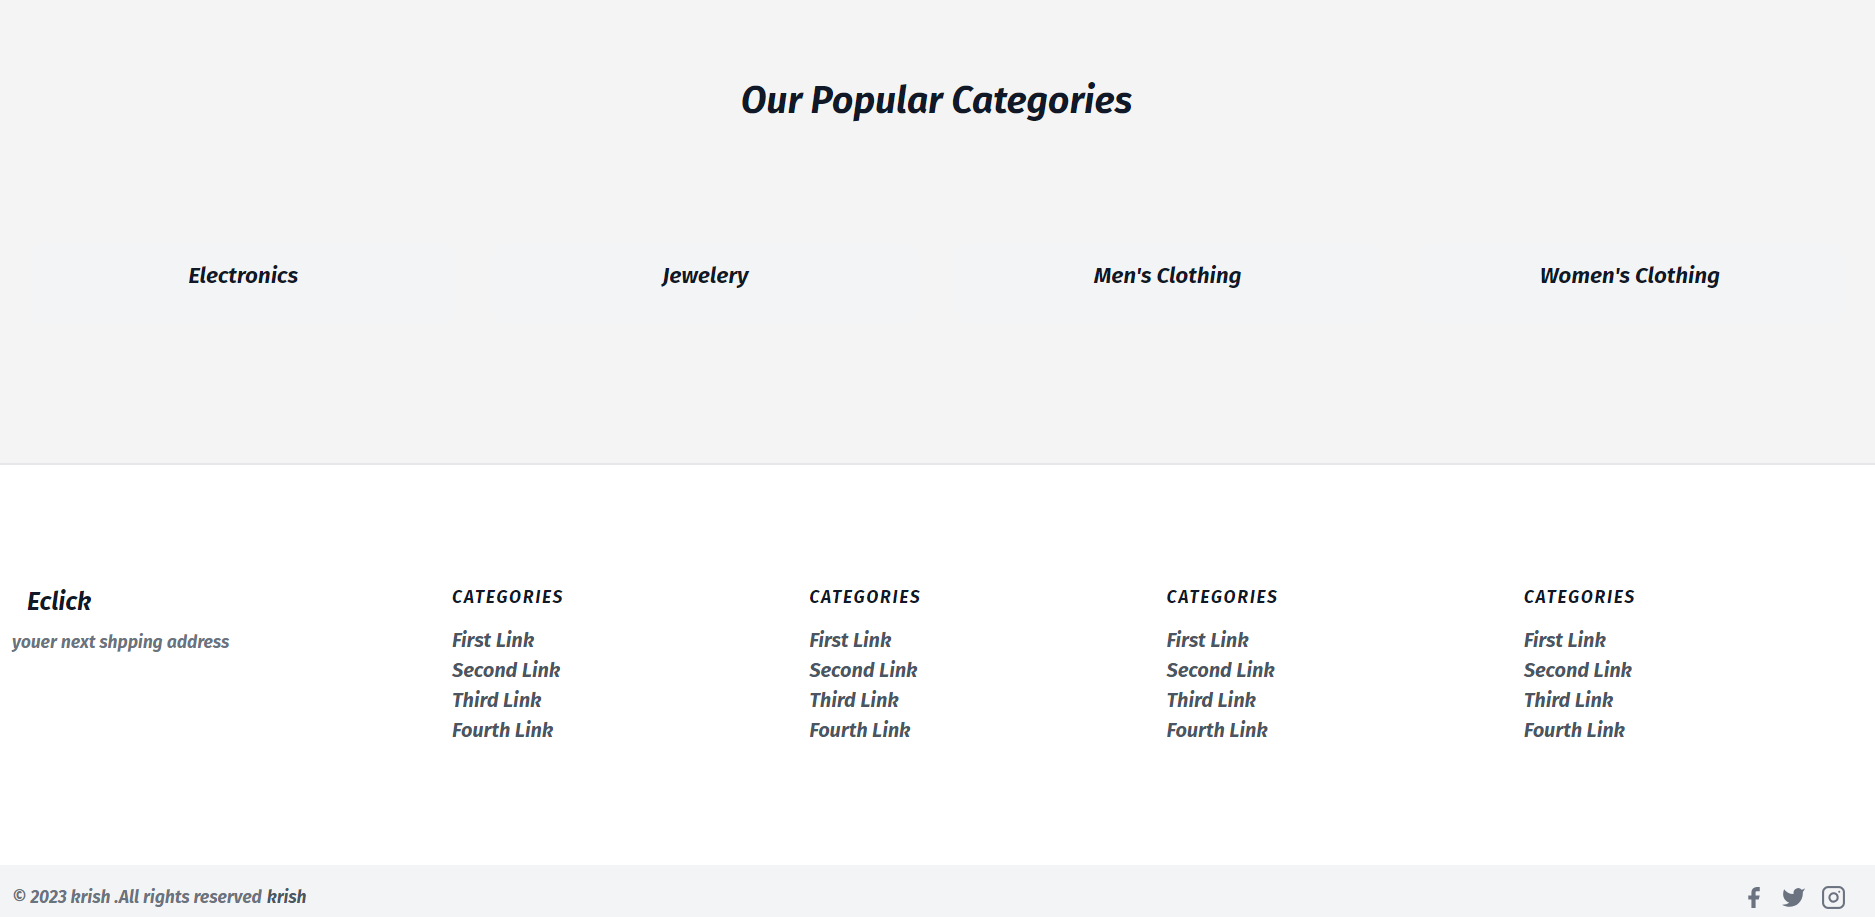 Our Popular Categories
Electronics
Jewelery
Men's Clothing
Women's Clothing
Eclick
youer next shpping address
CATEGORIES
First Link
Second Link
Third Link
Fourth Link
CATEGORIES
First Link
Second Link
Third Link
Fourth Link
CATEGORIES
First Link
Second Link
Third Link
Fourth Link
CATEGORIES
First Link
Second Link
Third Link
Fourth Link
© 2023 krish .All rights reserved krish